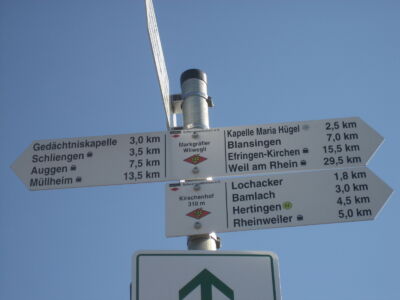 Gedächtniskapelle 3,0 km
Schliengen 3,5 km
Auggen 7,5 km
Müllheim 13,5 km
Markgräfler
Wiiwegli
Kapelle Maria Hügel 2,5 km
Blansingen 7,0 km
Efringen-Kirchen 15,5 km
Weil am Rhein 29,5 km
Kirschenhof
310 m
Lochacker 1,8 km
Bamlach 3,0 km
Hertingen 4,5 km
Rheinweiler 5,0 km